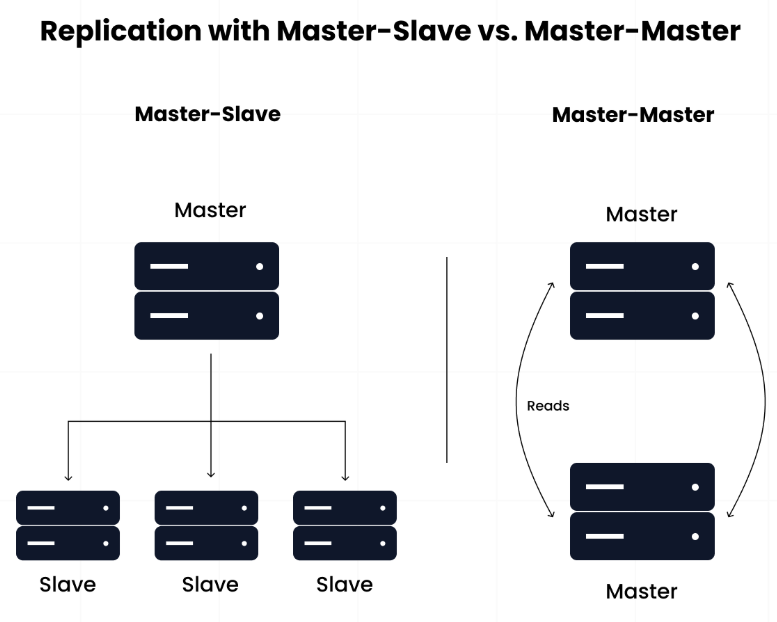 Replication with Master-Slave vs. Master-Master
Master-Slave
Master-Master
Master
Master
Reads
Slave
Slave
Slave
Master